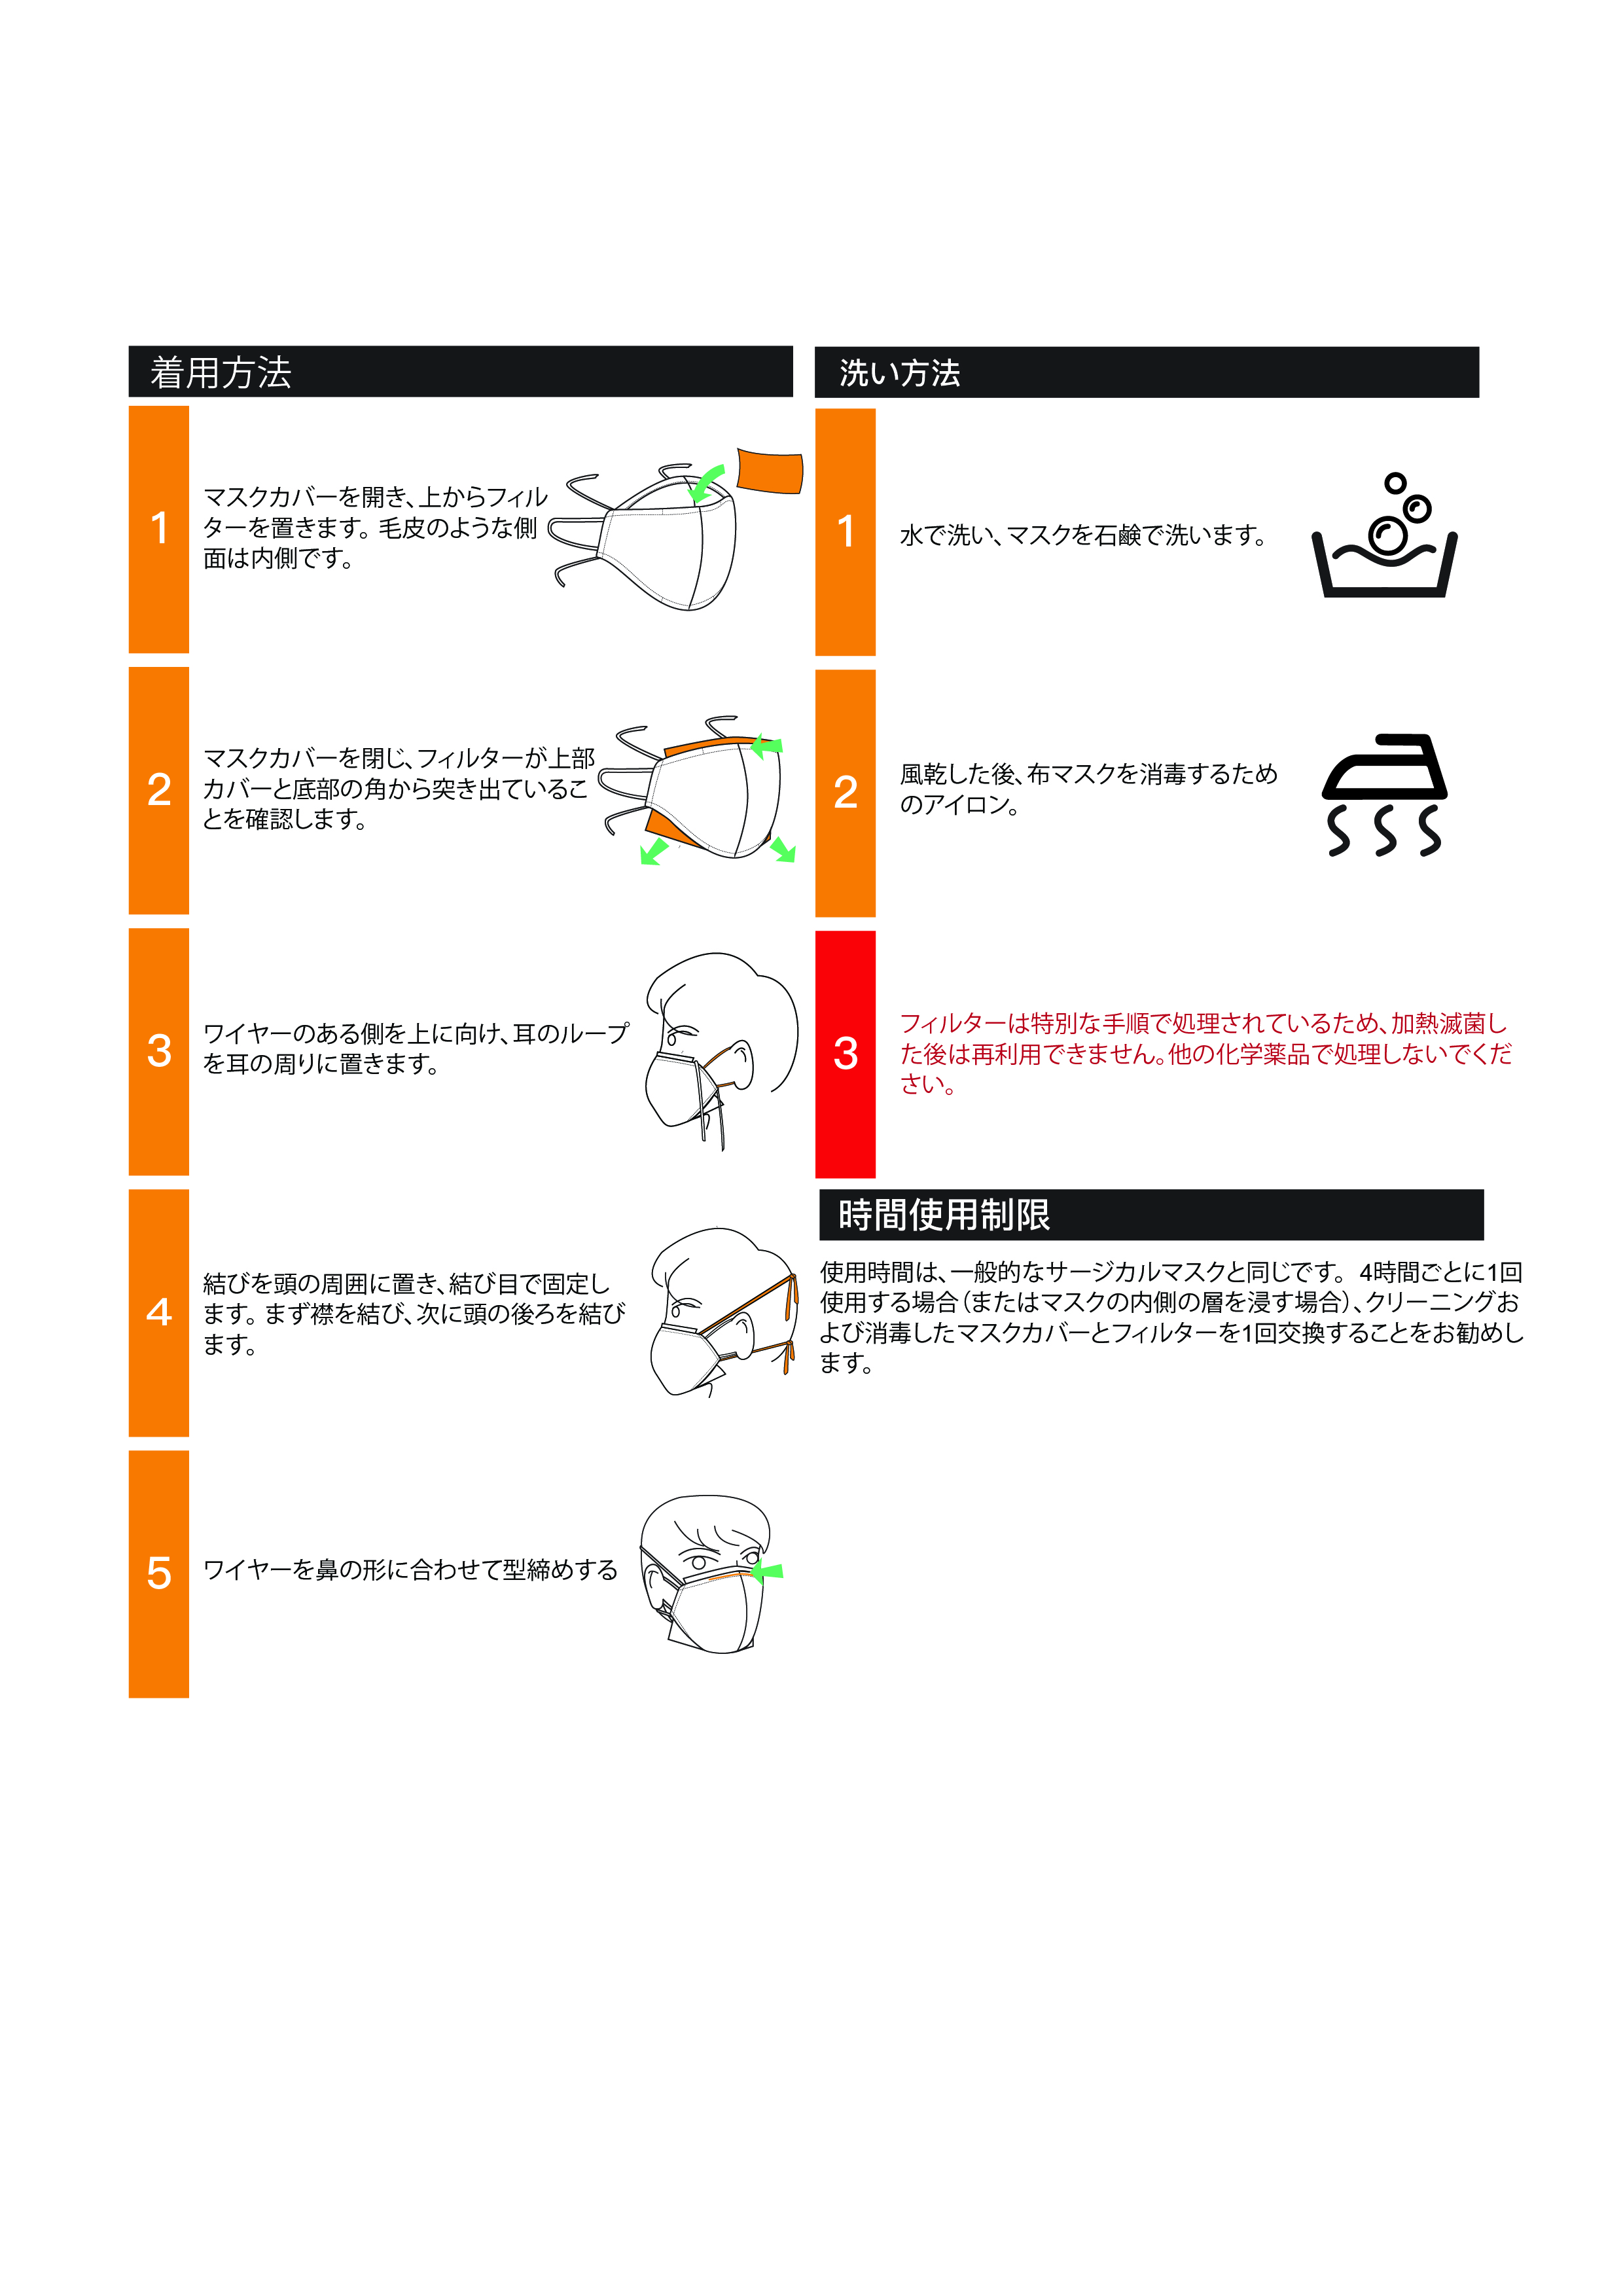 着用方法
1
マスクカバーを開き、上からフィル
ターを置きます。毛皮のような側
面は内側です。
2
マスクカバーを閉じ、フィルターが上部
カバーと底部の角から突き出ているこ
とを確認します。
3
ワイヤーのある側を上に向け、耳のループ
を耳の周りに置きます。
4
結びを頭の周囲に置き、結び目で固定し
ます。まず襟を結び、次に頭の後ろを結び
ます。
5
ワイヤーを鼻の形に合わせて型締めする
洗い方法
1
水で洗い、マスクを石鹸で洗います。
2
風乾した後、布マスクを消毒するため
のアイロン。
3
フィルターは特別な手順で処理されているため、加熱滅菌し
た後は再利用できません。他の化学薬品で処理しないでくだ
さい。
時間使用制限
使用時間は、一般的なサージカルマスクと同じです。 4時間ごとに1回
使用する場合（またはマスクの内側の層を浸す場合）、クリーニングお
よび消毒したマスクカバーとフィルターを1回交換することをお勧めし
ます。